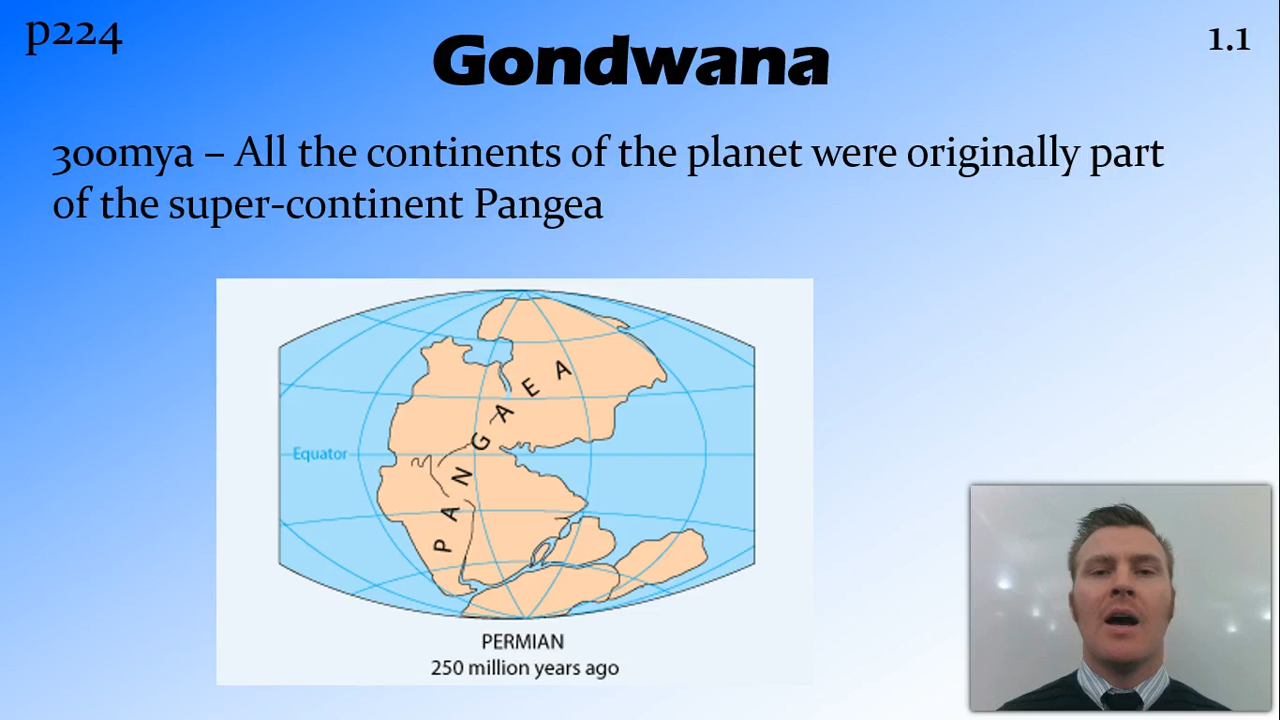 p224
Gondwana
1.1
300mya – All the continents of the planet were originally part
of the super-continent Pangea
PANGAEA
Equator
PERMIAN
250 million years ago